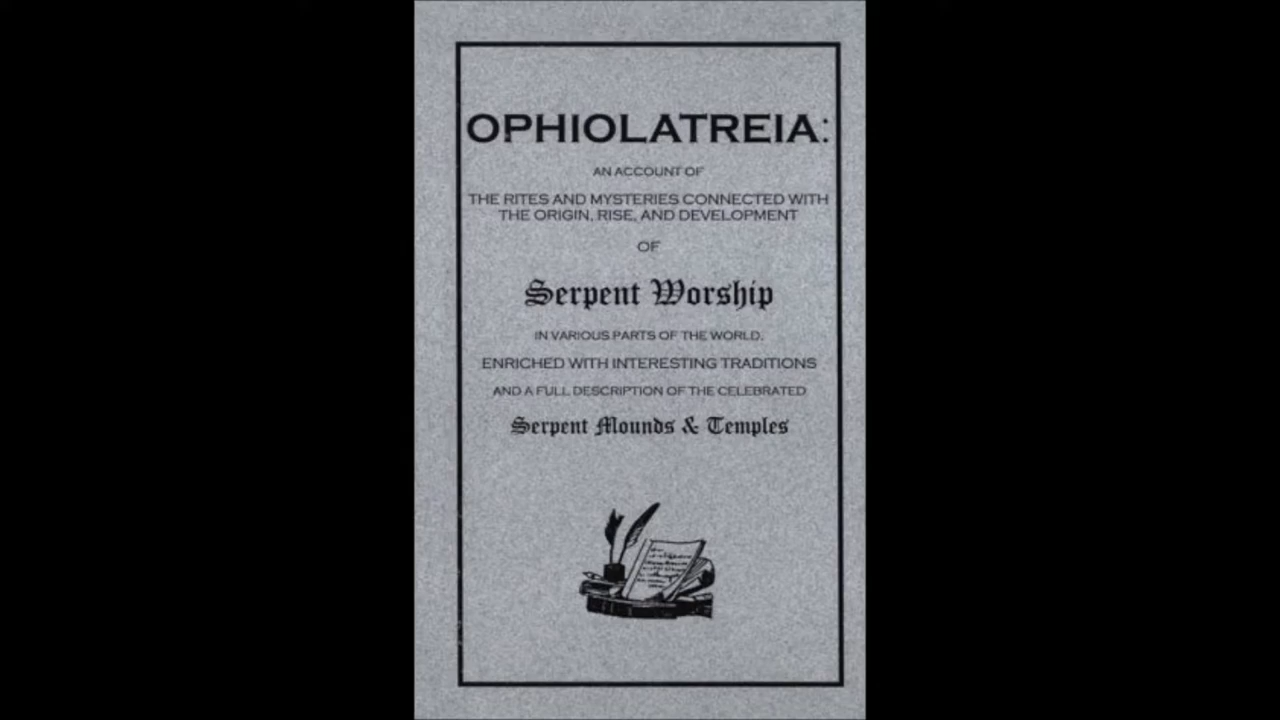 OPHIOLATREIA:
AN ACCOUNT OF
THE RITES AND MYSTERIES CONNECTED WITH
THE ORIGIN, RISE, AND DEVELOPMENT
OF
Serpent Worship
IN VARIOUS PARTS OF THE WORLD,
ENRICHED WITH INTERESTING TRADITIONS
AND A FULL DESCRIPTION OF THE CELEBRATED
Serpent Mounds & Temples